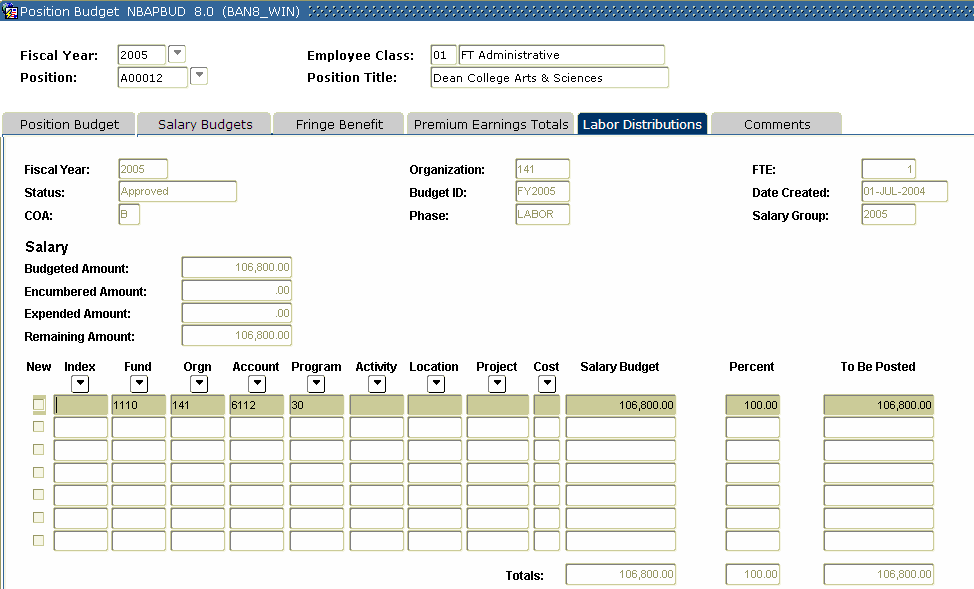 Position Budget NBAPBUD 8.0 (BAN8_WIN)
Fiscal Year: 2005 Employee Class: 01 FT Administrative
Position: A00012 Position Title: Dean College Arts & Sciences
Position Budget Salary Budgets Fringe Benefit Premium Earnings Totals Labor Distributions Comments
Fiscal Year: 2005 Organization: 141 FTE: 1
Status: Approved Budget ID: FY2005 Date Created: 01-JUL-2004
COA: B Phase: LABOR Salary Group: 2005
Salary
Budgeted Amount: 106,800.00
Encumbered Amount: .00
Expended Amount: .00
Remaining Amount: 106,800.00
New Index Fund Orgn Account Program Activity Location Project Cost Salary Budget Percent To Be Posted
1110 141 6112 30 106,800.00 100.00 106,800.00
Totals: 106,800.00 100.00 106,800.00